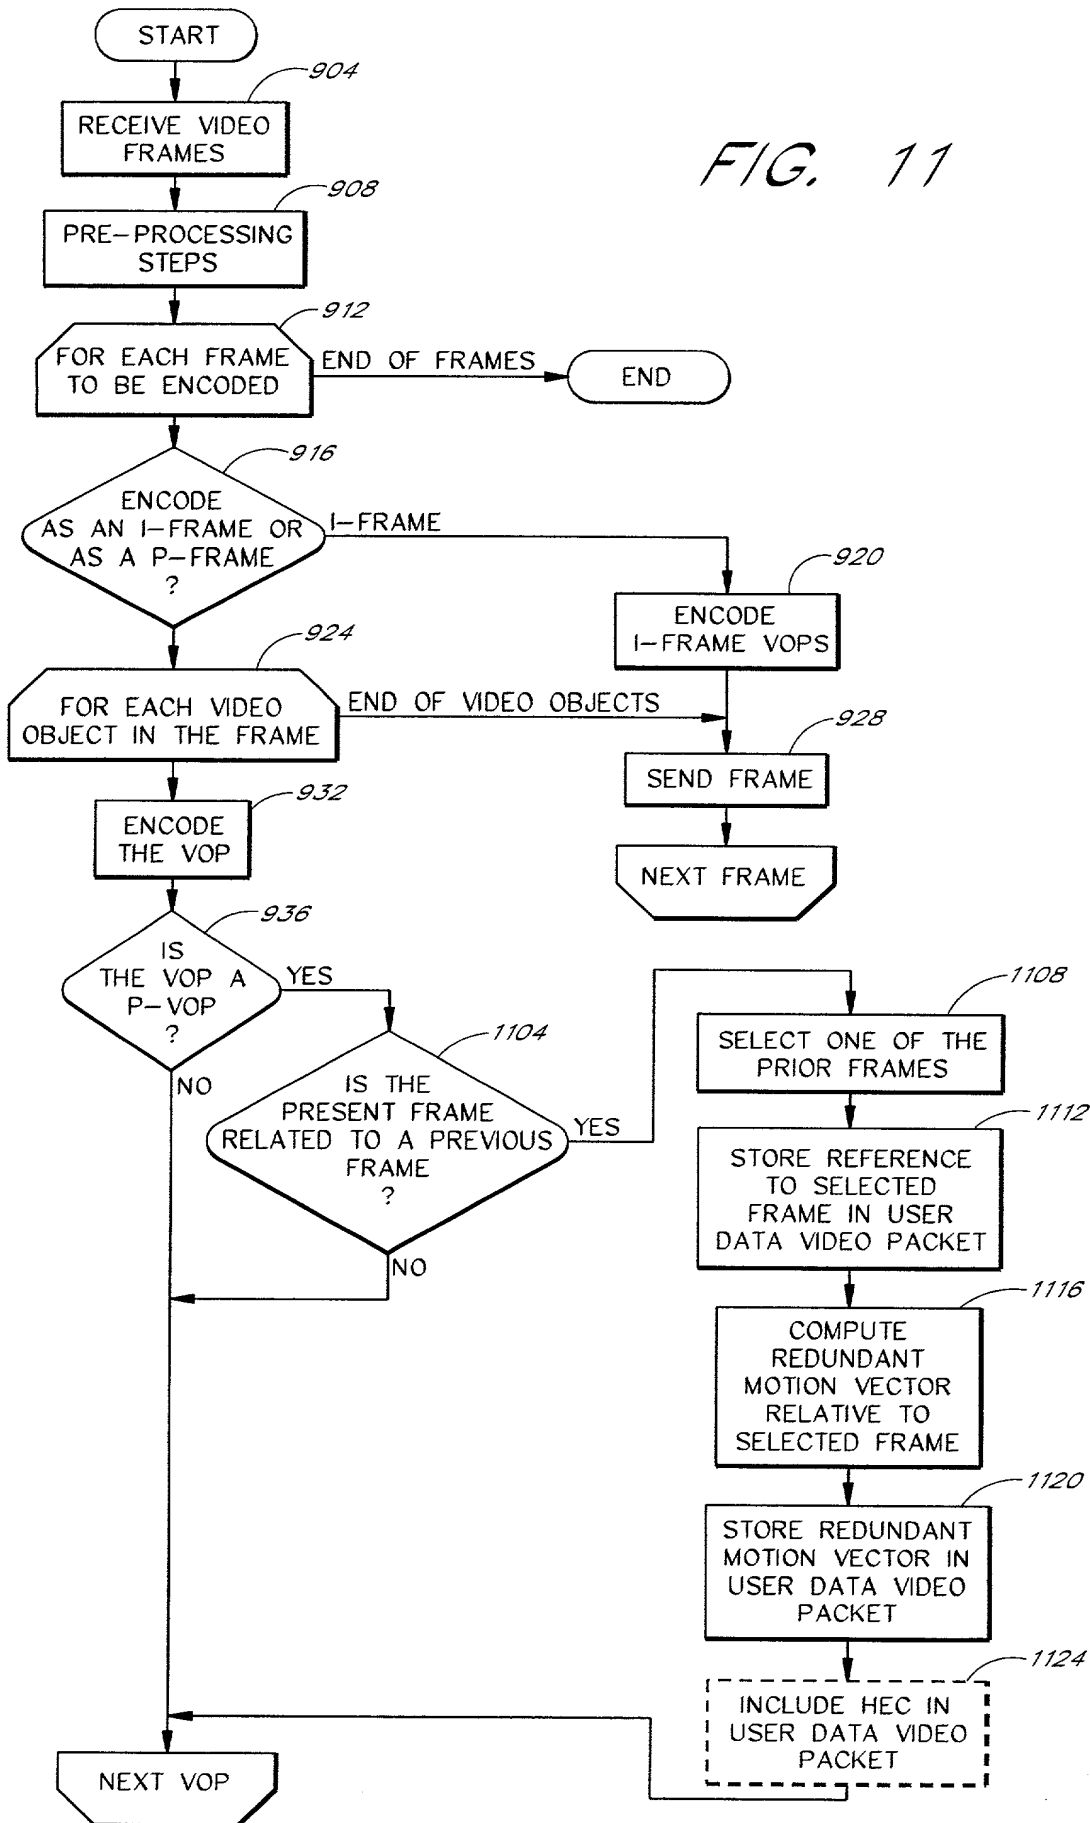 START
904
RECEIVE VIDEO
FRAMES
FIG. 11
908
PRE-PROCESSING
STEPS
912
FOR EACH FRAME
TO BE ENCODED
END OF FRAMES
END
916
ENCODE
AS AN I-FRAME OR
AS A P-FRAME
?
I-FRAME
920
ENCODE
I-FRAME VOPS
924
FOR EACH VIDEO
OBJECT IN THE FRAME
END OF VIDEO OBJECTS
928
SEND FRAME
932
ENCODE
THE VOP
NEXT FRAME
936
IS
THE VOP A
P-VOP
?
YES
NO
1104
IS THE
PRESENT FRAME
RELATED TO A PREVIOUS
FRAME
?
YES
NO
1108
SELECT ONE OF THE
PRIOR FRAMES
1112
STORE REFERENCE
TO SELECTED
FRAME IN USER
DATA VIDEO PACKET
1116
COMPUTE
REDUNDANT
MOTION VECTOR
RELATIVE TO
SELECTED FRAME
1120
STORE REDUNDANT
MOTION VECTOR IN
USER DATA VIDEO
PACKET
1124
INCLUDE HEC IN
USER DATA VIDEO
PACKET
NEXT VOP